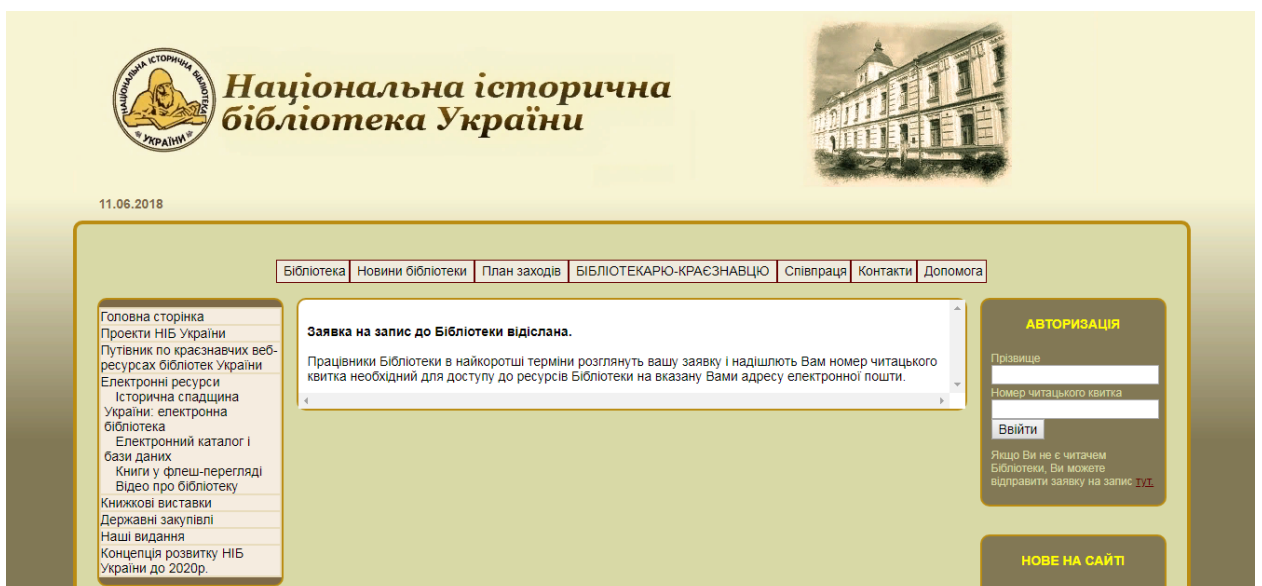 НАЦІОНАЛЬНА ІСТОРИЧНА БІБЛІОТЕКА
* УКРАЇНИ *
Національна історична
бібліотека України
11.06.2018
Бібліотека Новини бібліотеки План заходів БІБЛІОТЕКАРЮ-КРАЄЗНАВЦЮ Співпраця Контакти Допомога
Головна сторінка
Проекти НІБ України
Путівник по краєзнавчих веб-
ресурсах бібліотек України
Електронні ресурси
Історична спадщина
України: електронна
бібліотека
Електронний каталог і
бази даних
Книги у флеш-перегляді
Відео про бібліотеку
Книжкові виставки
Державні закупівлі
Наші видання
Концепція розвитку НІБ
України до 2020р.
Заявка на запис до Бібліотеки відіслана.
Працівники Бібліотеки в найкоротші терміни розглянуть вашу заявку і надішлють Вам номер читацького
квитка необхідний для доступу до ресурсів Бібліотеки на вказану Вами адресу електронної пошти.
АВТОРИЗАЦІЯ
Прізвище
Номер читацького квитка
Ввійти
Якщо Ви не є читачем
Бібліотеки, Ви можете
відправити заявку на запис тут.
НОВЕ НА САЙТІ